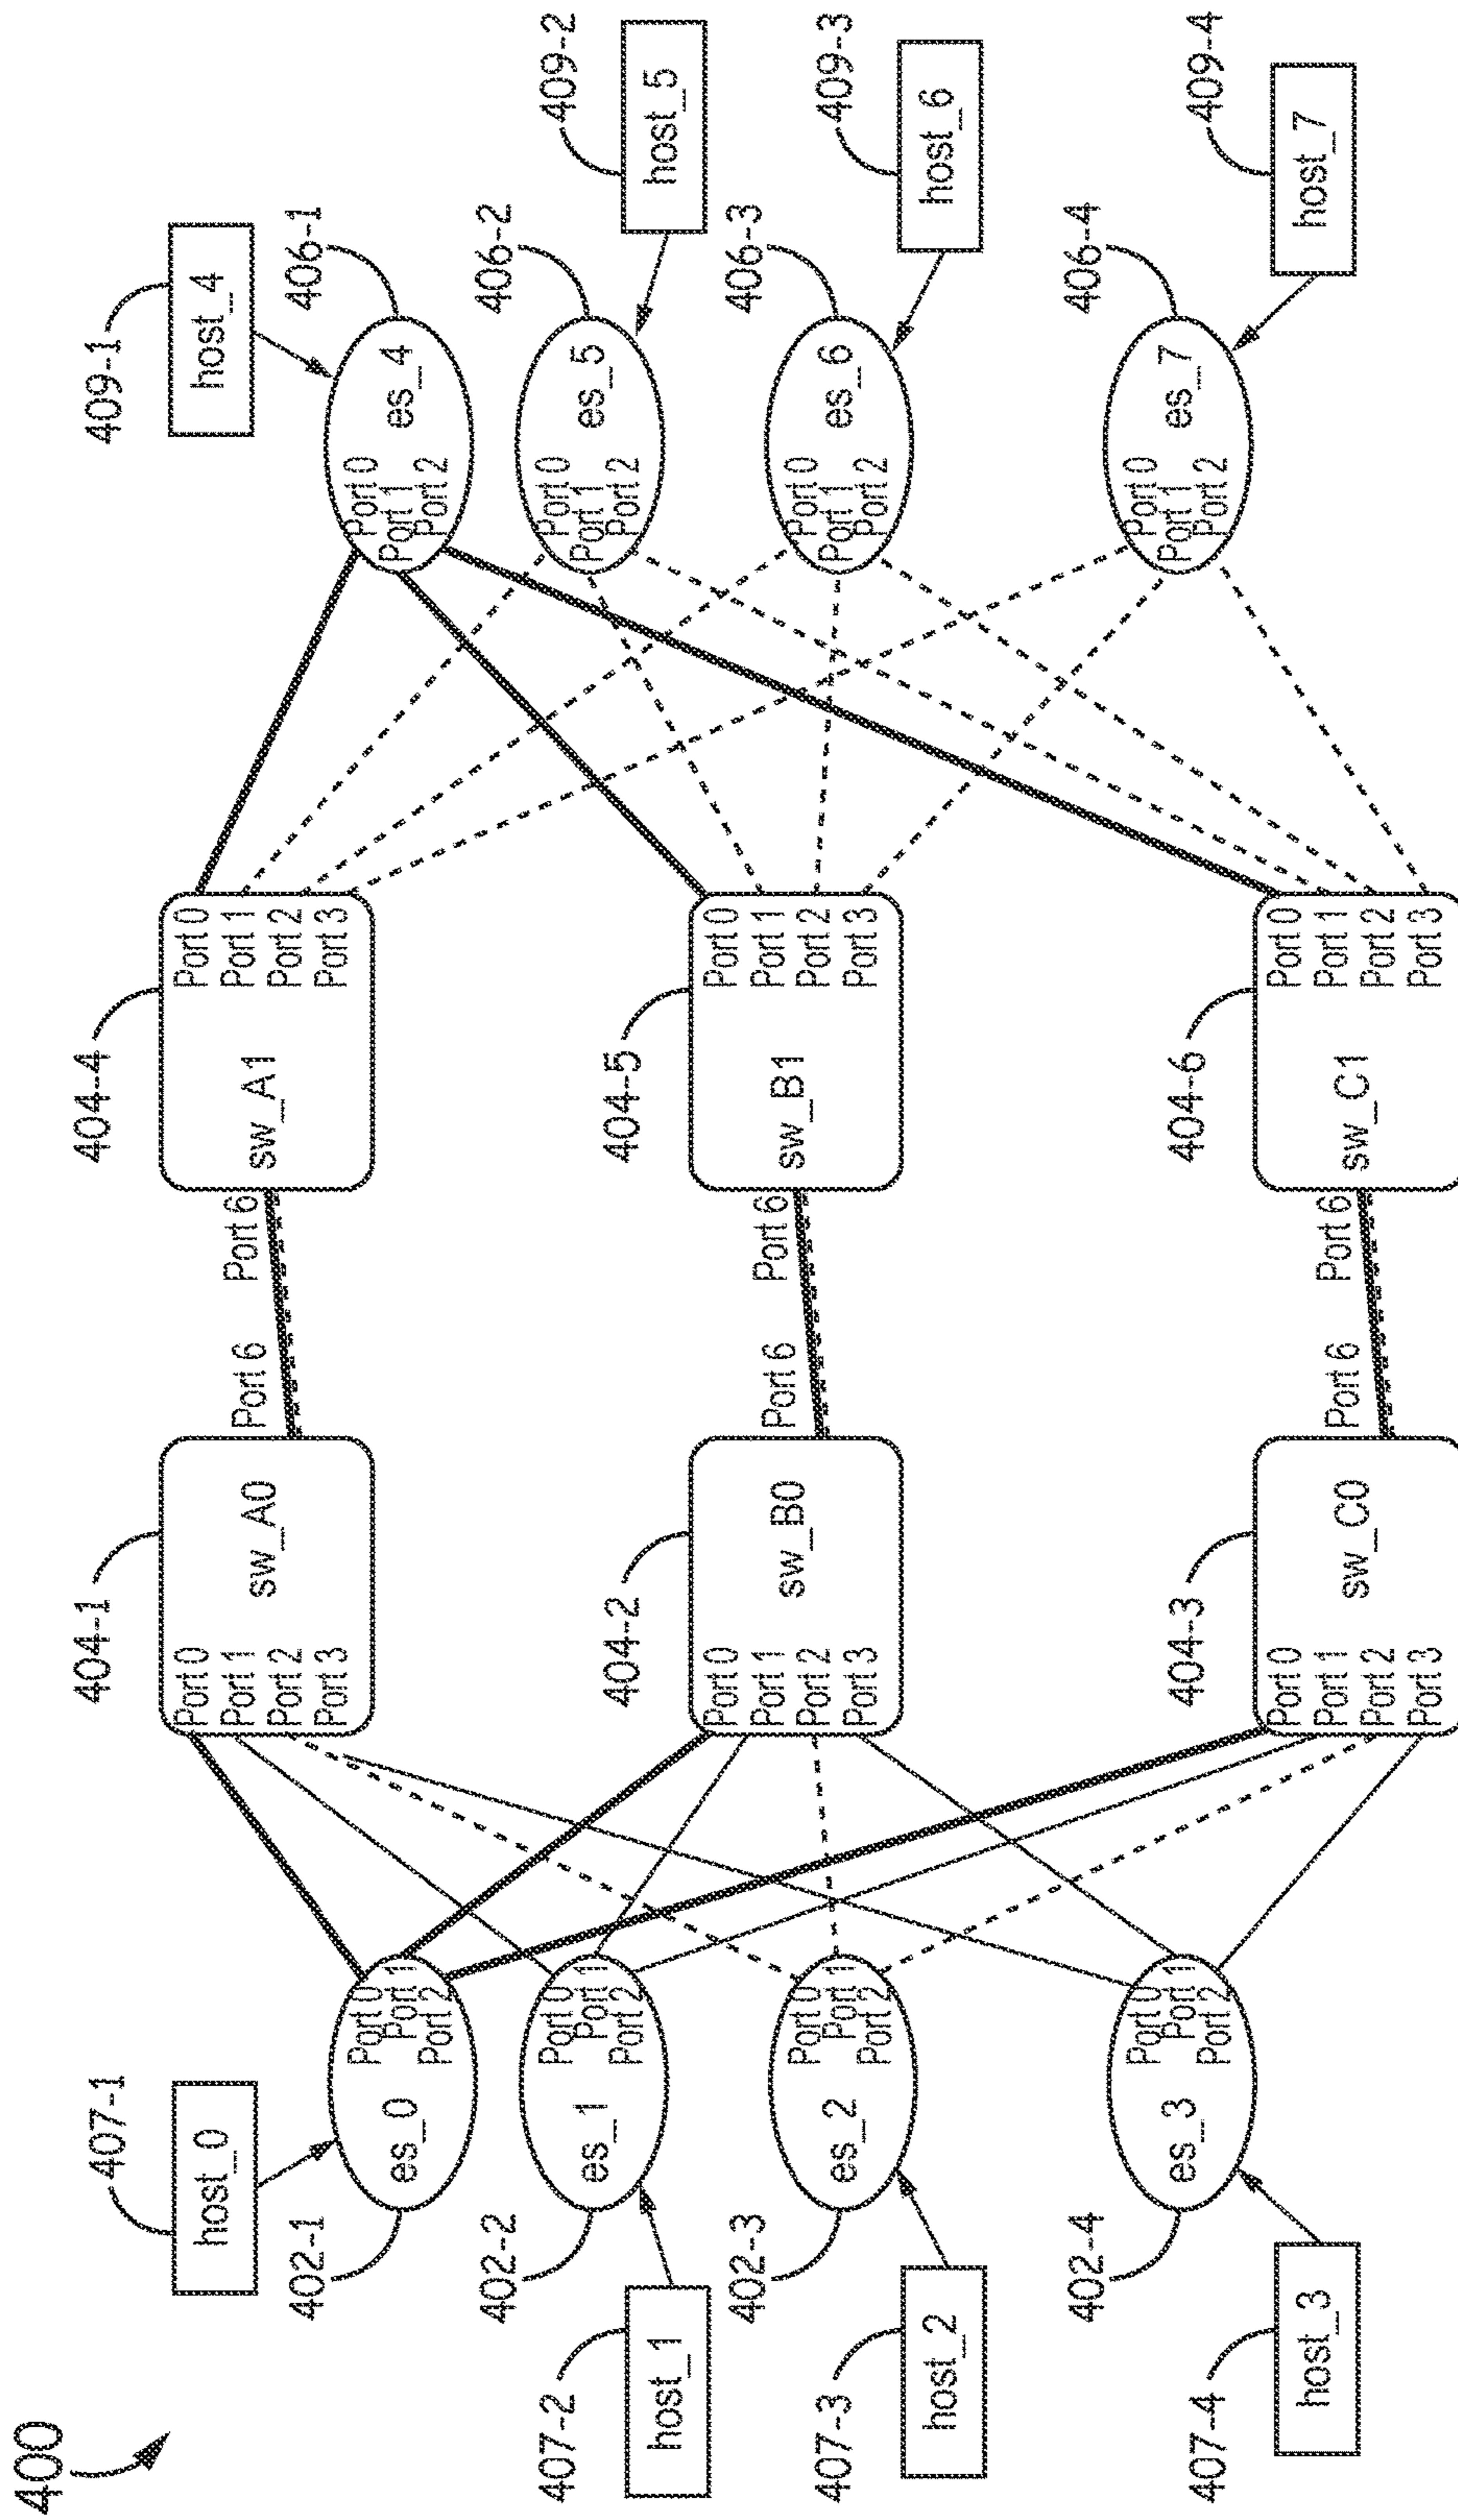 400
407-1
host_0
402-1
es_0
Port 0
Port 1
Port 2
407-2
host_1
402-2
es_1
Port 0
Port 1
Port 2
407-3
host_2
402-3
es_2
Port 0
Port 1
Port 2
407-4
host_3
402-4
es_3
Port 0
Port 1
Port 2
404-1
Port 0
Port 1
Port 2
Port 3
sw_A0
Port 6
404-2
Port 0
Port 1
Port 2
Port 3
sw_B0
Port 6
404-3
Port 0
Port 1
Port 2
Port 3
sw_C0
Port 6
404-4
Port 6
sw_A1
Port 0
Port 1
Port 2
Port 3
404-5
Port 6
sw_B1
Port 0
Port 1
Port 2
Port 3
404-6
Port 6
sw_C1
Port 0
Port 1
Port 2
Port 3
409-1
host_4
406-1
Port 0
Port 1
Port 2
es_4
409-2
host_5
406-2
Port 0
Port 1
Port 2
es_5
409-3
host_6
406-3
Port 0
Port 1
Port 2
es_6
409-4
host_7
406-4
Port 0
Port 1
Port 2
es_7